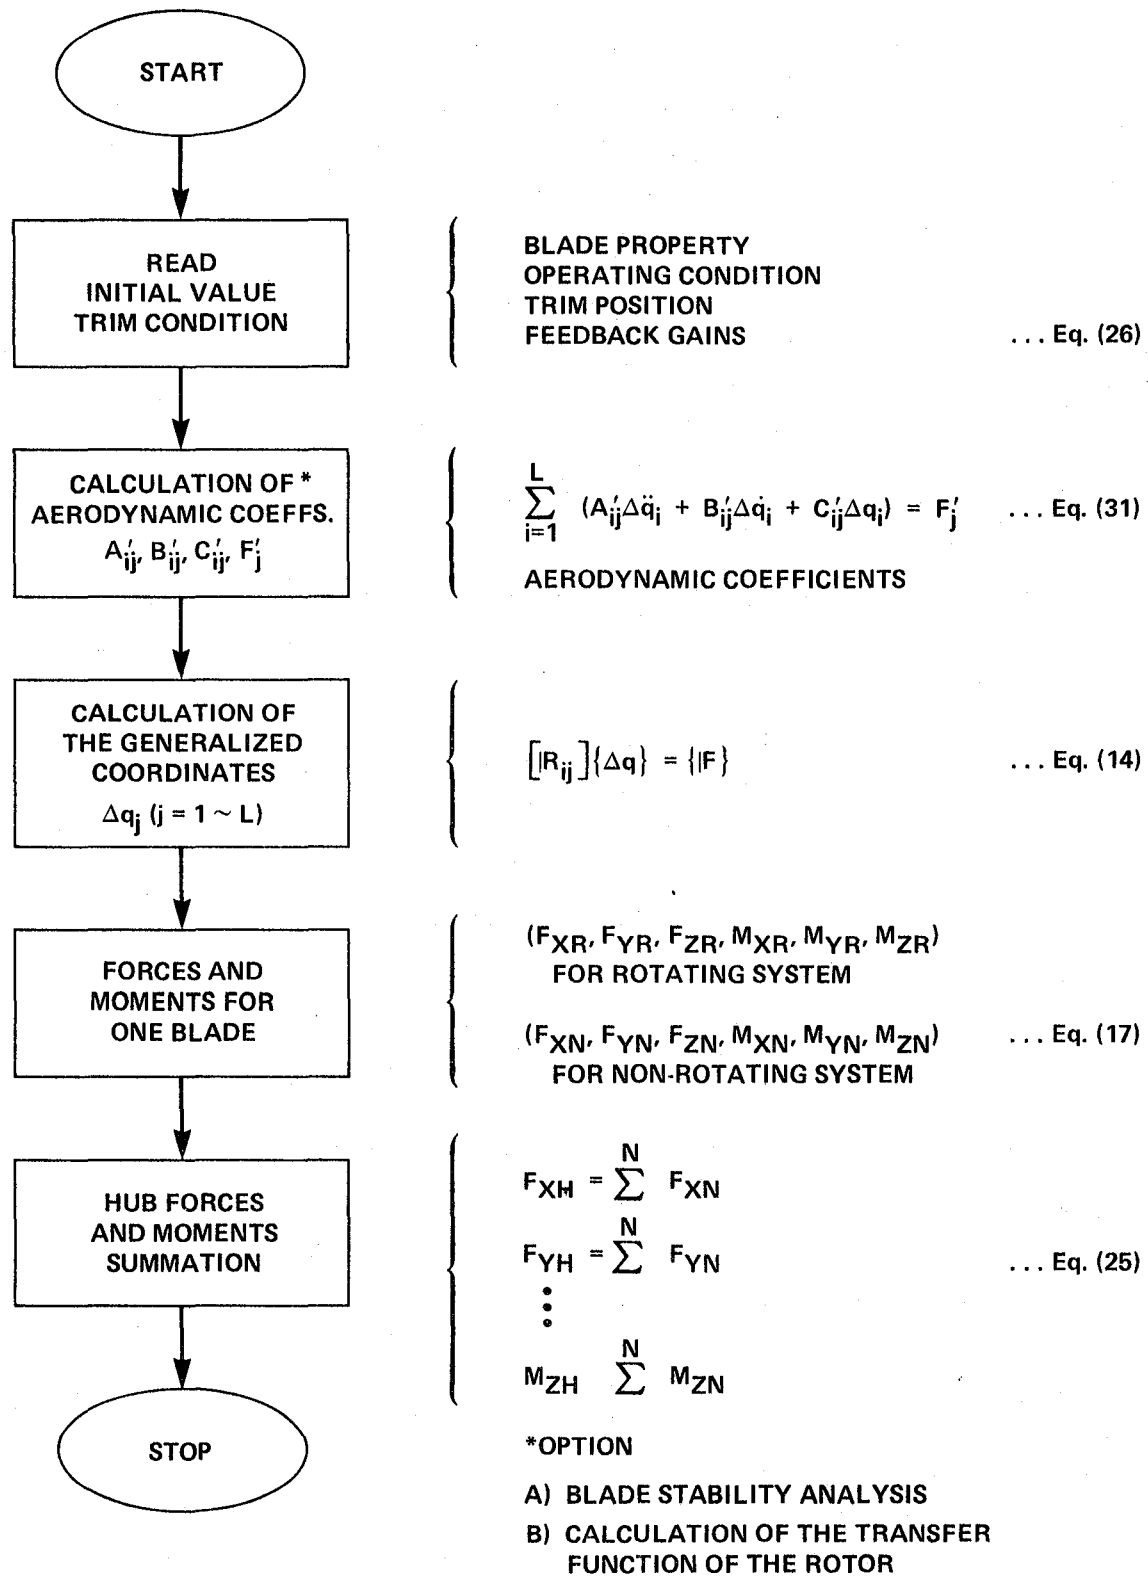 START
READ
INITIAL VALUE
TRIM CONDITION
BLADE PROPERTY
OPERATING CONDITION
TRIM POSITION
FEEDBACK GAINS ... Eq. (26)
CALCULATION OF *
AERODYNAMIC COEFFS.
A′ij, B′ij, C′ij, F′j
L
∑ (A′ijΔq̈i + B′ijΔq̇i + C′ijΔqi) = F′j ... Eq. (31)
i=1
AERODYNAMIC COEFFICIENTS
CALCULATION OF
THE GENERALIZED
COORDINATES
Δqj (j = 1 ~ L)
[|Rij]{Δq} = {|F} ... Eq. (14)
FORCES AND
MOMENTS FOR
ONE BLADE
(FXR, FYR, FZR, MXR, MYR, MZR)
FOR ROTATING SYSTEM
(FXN, FYN, FZN, MXN, MYN, MZN) ... Eq. (17)
FOR NON-ROTATING SYSTEM
HUB FORCES
AND MOMENTS
SUMMATION
N
FXH = ∑ FXN
N
FYH = ∑ FYN ... Eq. (25)
N
MZH ∑ MZN
STOP
*OPTION
A) BLADE STABILITY ANALYSIS
B) CALCULATION OF THE TRANSFER
FUNCTION OF THE ROTOR